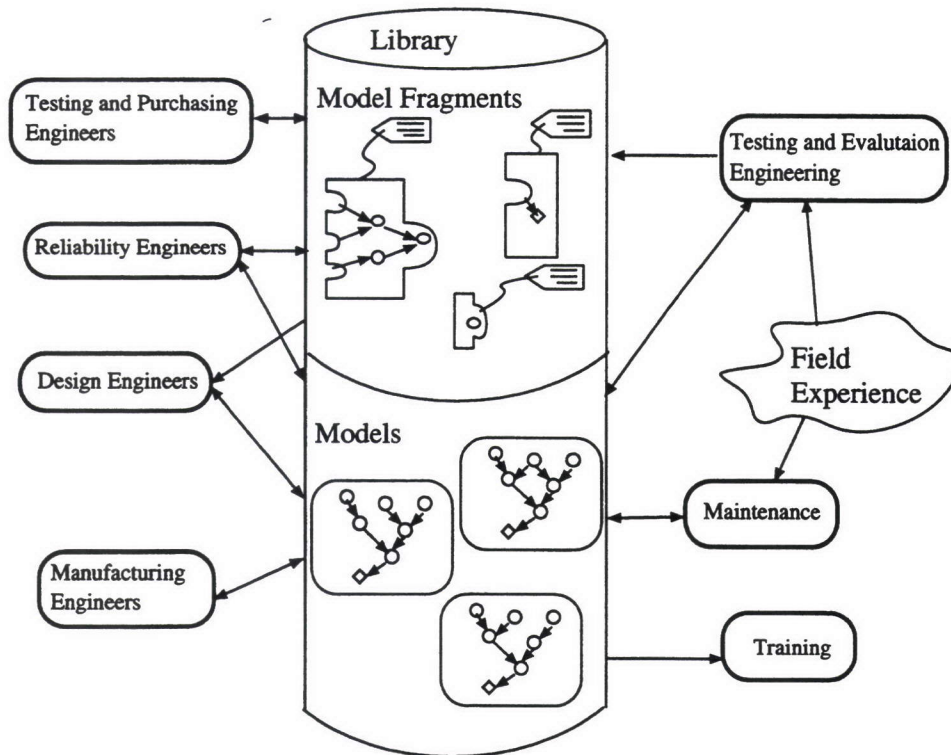 Library
Model Fragments
Testing and Purchasing
Engineers
Reliability Engineers
Design Engineers
Manufacturing
Engineers
Models
Testing and Evalutaion
Engineering
Field
Experience
Maintenance
Training